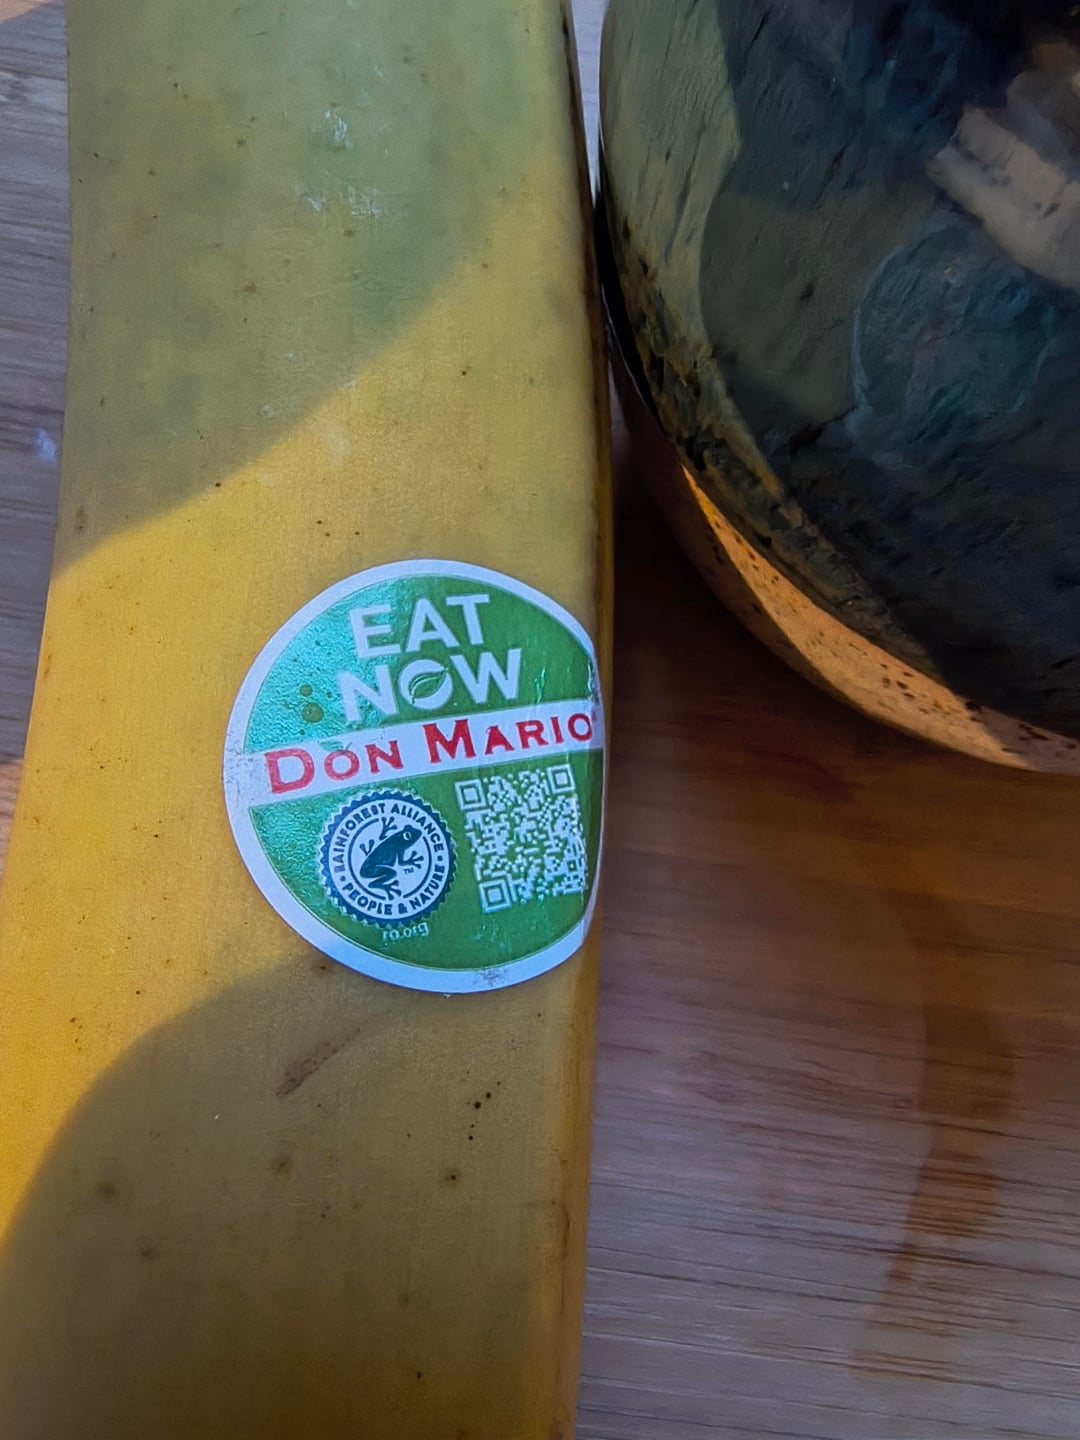 EAT
NOW
DON MARIO
RAINFOREST ALLIANCE
PEOPLE & NATURE
ra.org